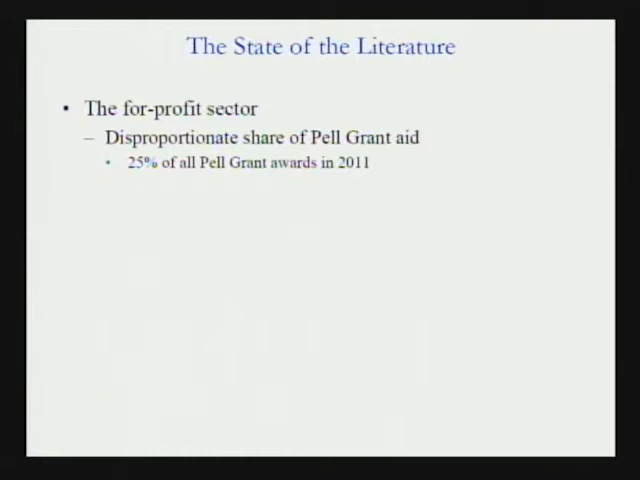 The State of the Literature
• The for-profit sector
– Disproportionate share of Pell Grant aid
• 25% of all Pell Grant awards in 2011